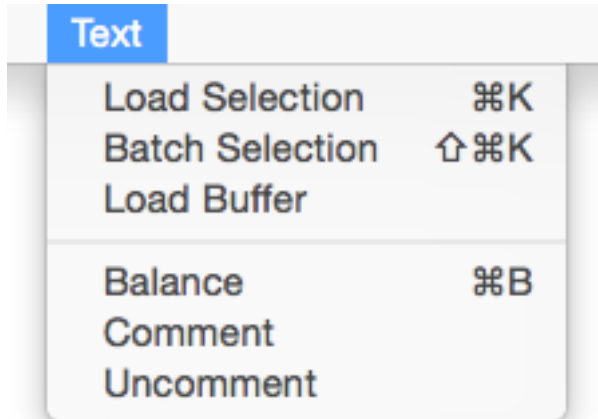 Text
Load Selection ⌘K
Batch Selection ⇧⌘K
Load Buffer
Balance ⌘B
Comment
Uncomment